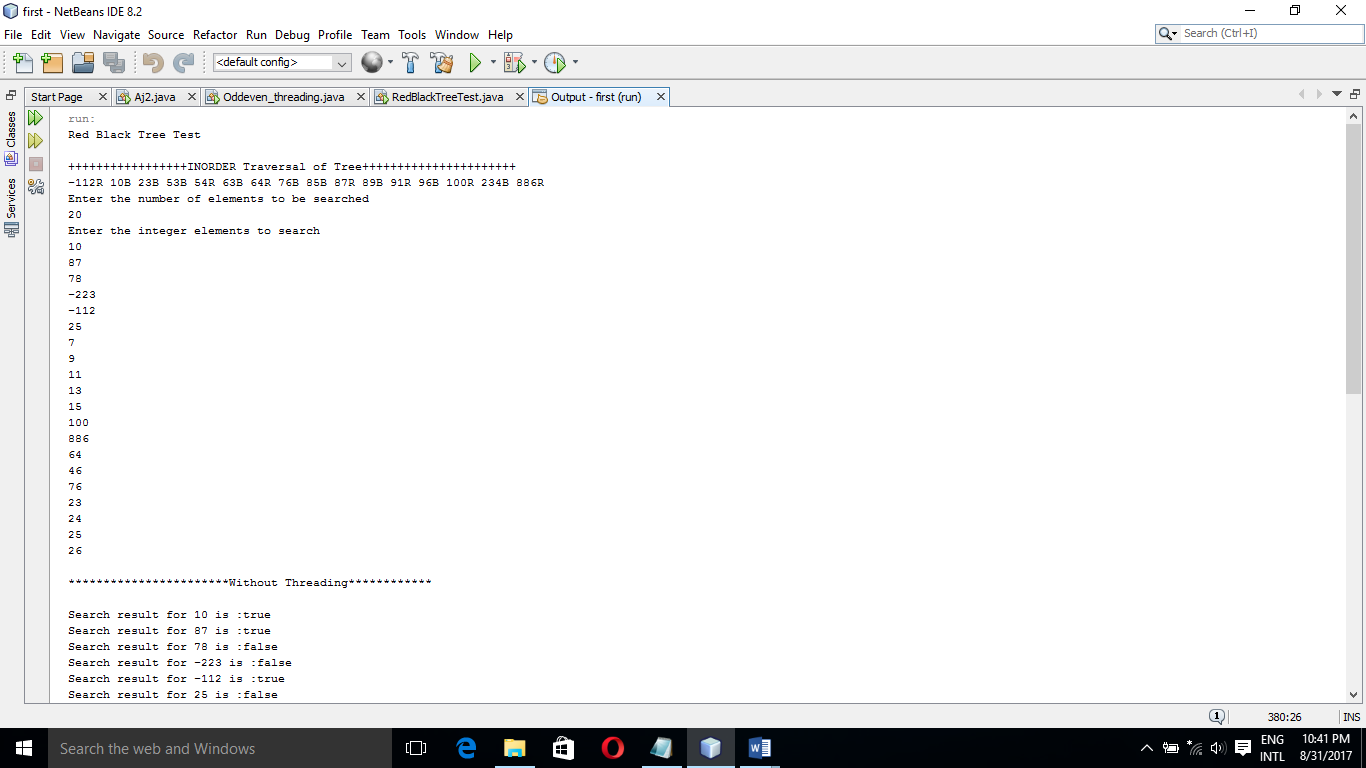 first - NetBeans IDE 8.2
File Edit View Navigate Source Refactor Run Debug Profile Team Tools Window Help
Search (Ctrl+I)
<default config>
Start Page Aj2.java Oddeven_threading.java RedBlackTreeTest.java Output - first (run)
Classes
Services
run:
Red Black Tree Test
+++++++++++++++++INORDER Traversal of Tree++++++++++++++++++++++
-112R 10B 23B 53B 54R 63B 64R 76B 85B 87R 89B 91R 96B 100R 234B 886R
Enter the number of elements to be searched
20
Enter the integer elements to search
10
87
78
-223
-112
25
7
9
11
13
15
100
886
64
46
76
23
24
25
26
***********************Without Threading************
Search result for 10 is :true
Search result for 87 is :true
Search result for 78 is :false
Search result for -223 is :false
Search result for -112 is :true
Search result for 25 is :false
1
380:26
INS
Search the web and Windows
ENG
INTL
10:41 PM
8/31/2017